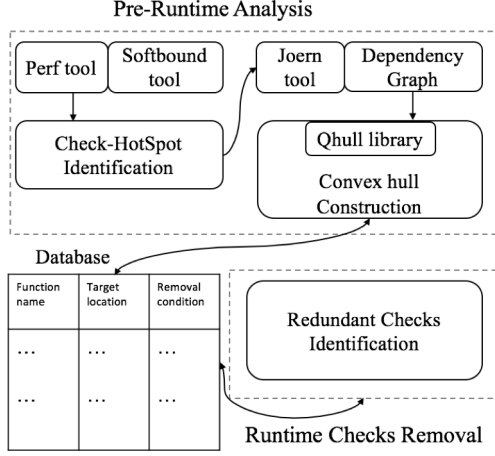 Pre-Runtime Analysis
Perf tool
Softbound
tool
Joern
tool
Dependency
Graph
Check-HotSpot
Identification
Qhull library
Convex hull
Construction
Database
Function
name
Target
location
Removal
condition
... ... ...
... ... ...
Redundant Checks
Identification
Runtime Checks Removal